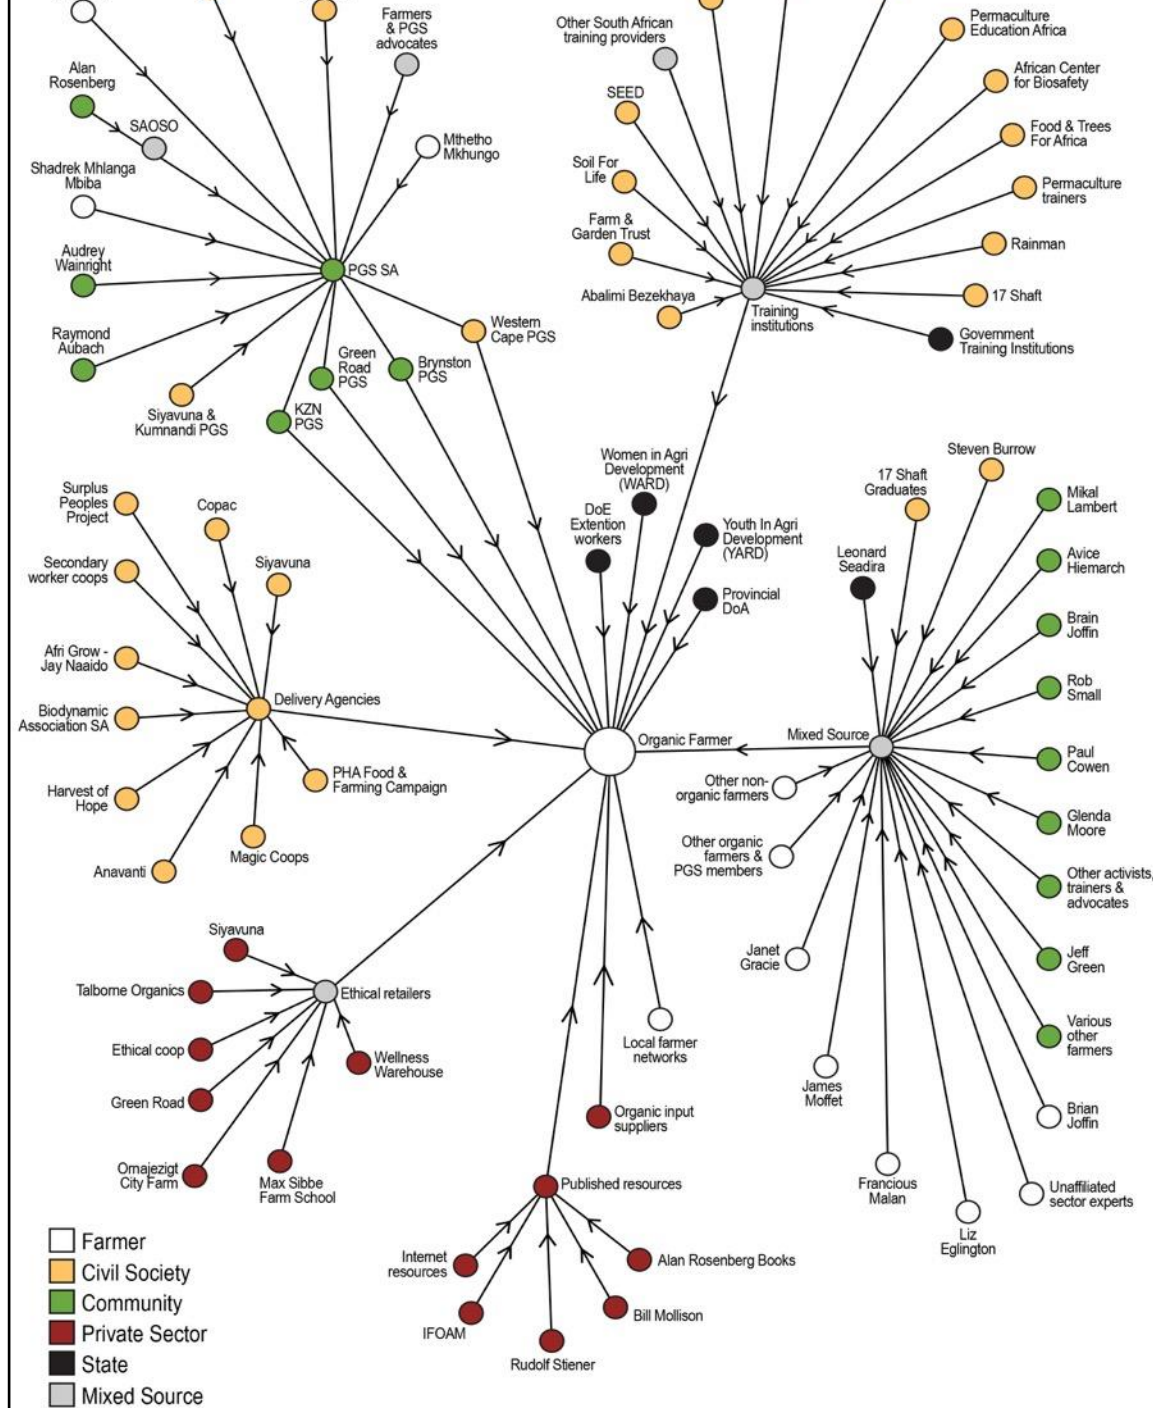 Farmers
& PGS
advocates
Alan
Rosenberg
SAOSO
Shadrek Mhlanga
Mbiba
Mthetho
Mkhungo
Audrey
Wainright
PGS SA
Raymond
Aubach
Siyavuna &
Kumnandi PGS
KZN
PGS
Green
Road
PGS
Brynston
PGS
Western
Cape PGS
Other South African
training providers
SEED
Soil For
Life
Farm &
Garden Trust
Abalimi Bezekhaya
Training
institutions
Permaculture
Education Africa
African Center
for Biosafety
Food & Trees
For Africa
Permaculture
trainers
Rainman
17 Shaft
Government
Training Institutions
Women in Agri
Development
(WARD)
DoE
Extention
workers
Youth In Agri
Development
(YARD)
Provincial
DoA
Surplus
Peoples
Project
Copac
Siyavuna
Secondary
worker coops
Afri Grow -
Jay Naaido
Biodynamic
Association SA
Harvest of
Hope
Anavanti
Magic Coops
PHA Food &
Farming Campaign
Delivery Agencies
Organic Farmer
Mixed Source
Leonard
Seadira
17 Shaft
Graduates
Steven Burrow
Mikal
Lambert
Avice
Hiemarch
Brain
Joffin
Rob
Small
Paul
Cowen
Glenda
Moore
Other activists,
trainers &
advocates
Jeff
Green
Various
other
farmers
Brian
Joffin
Unaffiliated
sector experts
Liz
Eglington
Francious
Malan
James
Moffet
Janet
Gracie
Other organic
farmers &
PGS members
Other non-
organic farmers
Siyavuna
Talborne Organics
Ethical coop
Green Road
Omajezigt
City Farm
Max Sibbe
Farm School
Wellness
Warehouse
Ethical retailers
Local farmer
networks
Organic input
suppliers
Published resources
Internet
resources
IFOAM
Rudolf Stiener
Bill Mollison
Alan Rosenberg Books
Farmer
Civil Society
Community
Private Sector
State
Mixed Source